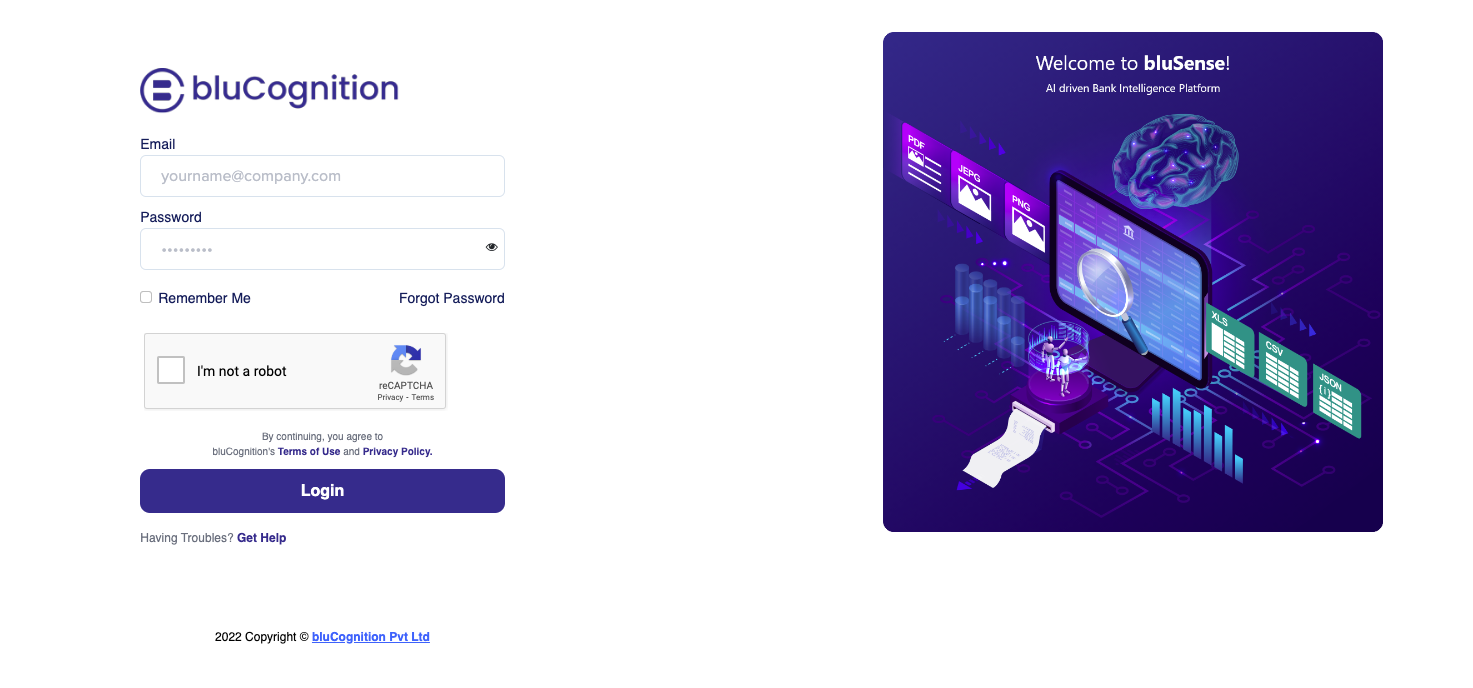 bluCognition
Email
yourname@company.com
Password
Remember Me
Forgot Password
I'm not a robot
reCAPTCHA
Privacy - Terms
By continuing, you agree to
bluCognition's Terms of Use and Privacy Policy.
Login
Having Troubles? Get Help
2022 Copyright © bluCognition Pvt Ltd
Welcome to bluSense!
AI driven Bank Intelligence Platform
PDF
JEPG
PNG
XLS
CSV
JSON
{i}